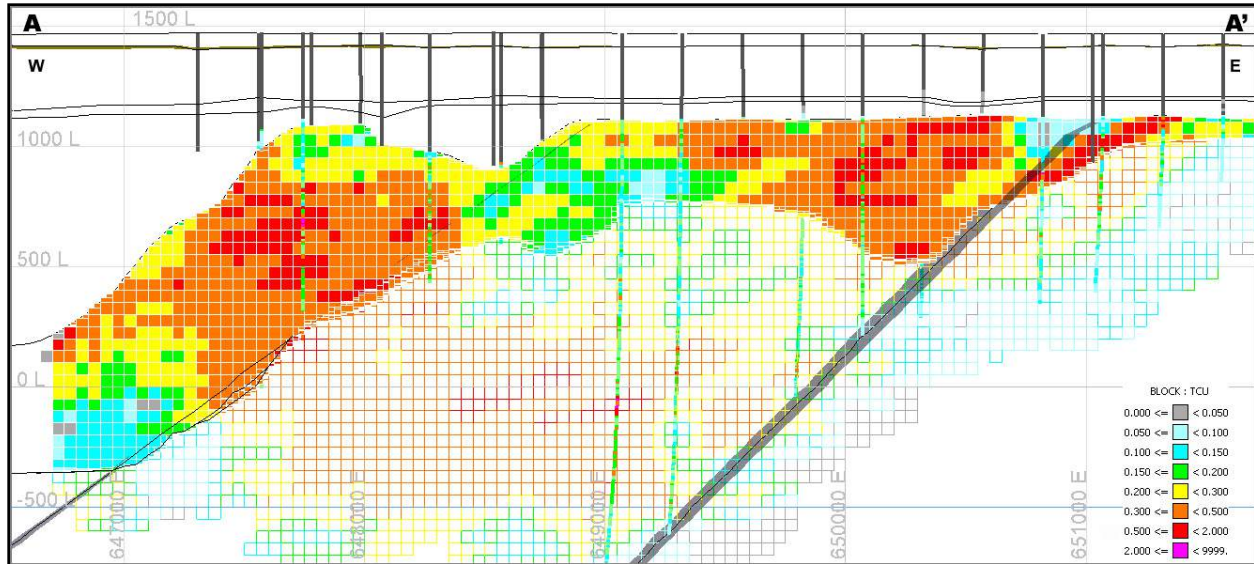 A
1500 L
A'
W
E
1000 L
500 L
0 L
-500 L
647000 E
648000 E
649000 E
650000 E
651000 E
BLOCK : TCU
0.000 <= < 0.050
0.050 <= < 0.100
0.100 <= < 0.150
0.150 <= < 0.200
0.200 <= < 0.300
0.300 <= < 0.500
0.500 <= < 2.000
2.000 <= < 9999.